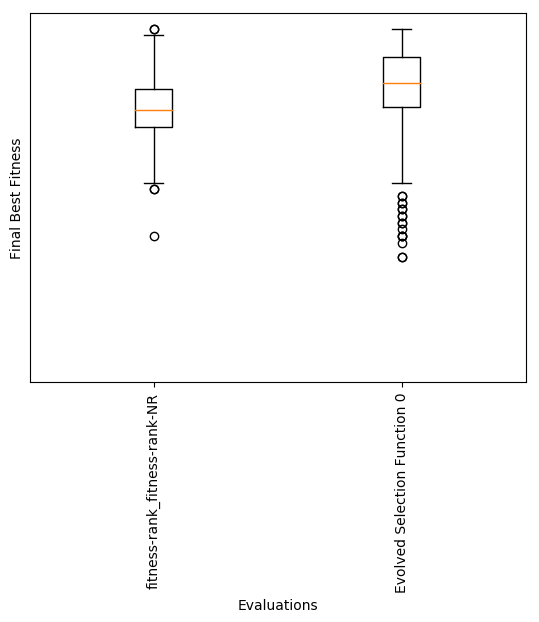 Final Best Fitness
fitness-rank_fitness-rank-NR
Evolved Selection Function 0
Evaluations